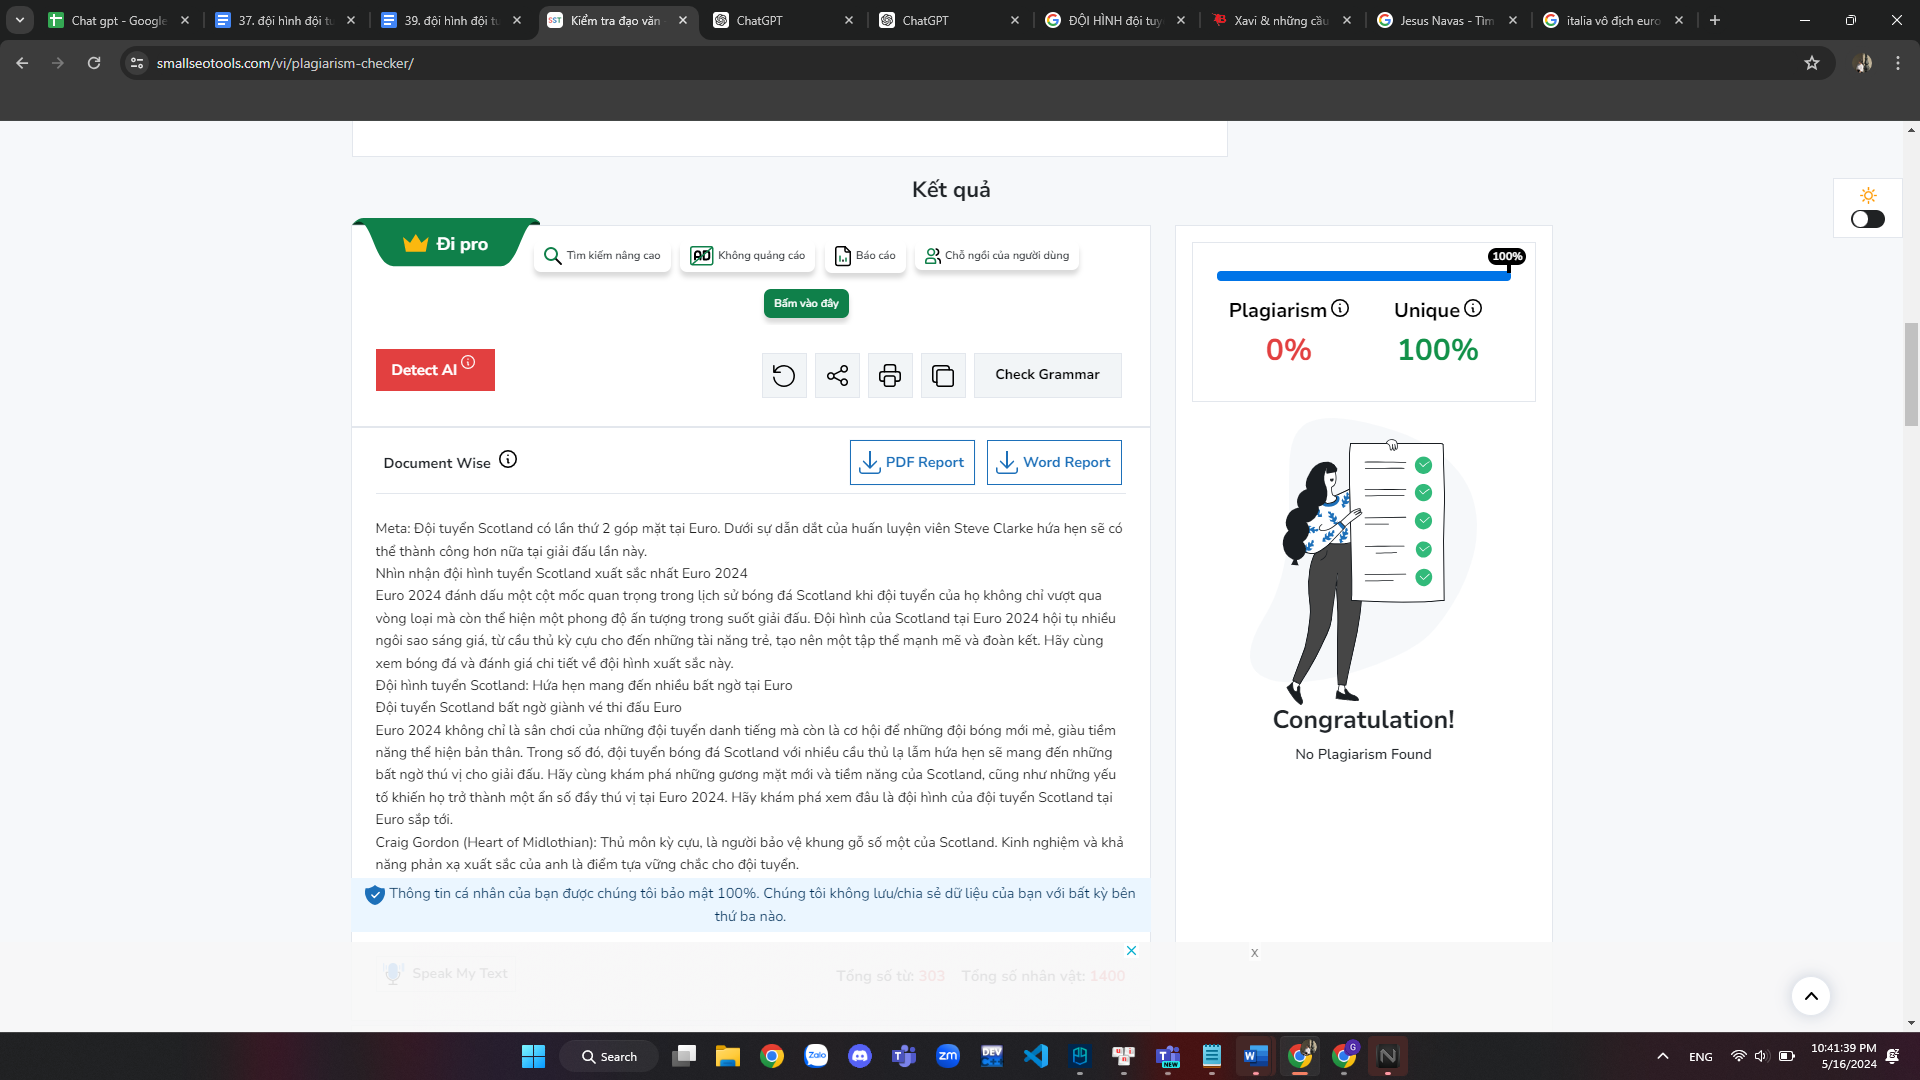 Chat gpt - Google
37. đội hình đội tu
39. đội hình đội tu
Kiểm tra đạo văn
ChatGPT
ChatGPT
ĐỘI HÌNH đội tuy
Xavi & những cầu
Jesus Navas - Tìm
italia vô địch euro
smallseotools.com/vi/plagiarism-checker/
Kết quả
Đi pro
Tìm kiếm nâng cao
AD Không quảng cáo
Báo cáo
Chỗ ngồi của người dùng
Bấm vào đây
Detect AI
Check Grammar
Document Wise
PDF Report
Word Report
Meta: Đội tuyển Scotland có lần thứ 2 góp mặt tại Euro. Dưới sự dẫn dắt của huấn luyện viên Steve Clarke hứa hẹn sẽ có
thể thành công hơn nữa tại giải đấu lần này.
Nhìn nhận đội hình tuyển Scotland xuất sắc nhất Euro 2024
Euro 2024 đánh dấu một cột mốc quan trọng trong lịch sử bóng đá Scotland khi đội tuyển của họ không chỉ vượt qua
vòng loại mà còn thể hiện một phong độ ấn tượng trong suốt giải đấu. Đội hình của Scotland tại Euro 2024 hội tụ nhiều
ngôi sao sáng giá, từ cầu thủ kỳ cựu cho đến những tài năng trẻ, tạo nên một tập thể mạnh mẽ và đoàn kết. Hãy cùng
xem bóng đá và đánh giá chi tiết về đội hình xuất sắc này.
Đội hình tuyển Scotland: Hứa hẹn mang đến nhiều bất ngờ tại Euro
Đội tuyển Scotland bất ngờ giành vé thi đấu Euro
Euro 2024 không chỉ là sân chơi của những đội tuyển danh tiếng mà còn là cơ hội để những đội bóng mới mẻ, giàu tiềm
năng thể hiện bản thân. Trong số đó, đội tuyển bóng đá Scotland với nhiều cầu thủ lạ lẫm hứa hẹn sẽ mang đến những
bất ngờ thú vị cho giải đấu. Hãy cùng khám phá những gương mặt mới và tiềm năng của Scotland, cũng như những yếu
tố khiến họ trở thành một ẩn số đầy thú vị tại Euro 2024. Hãy khám phá xem đâu là đội hình của đội tuyển Scotland tại
Euro sắp tới.
Craig Gordon (Heart of Midlothian): Thủ môn kỳ cựu, là người bảo vệ khung gỗ số một của Scotland. Kinh nghiệm và khả
năng phản xạ xuất sắc của anh là điểm tựa vững chắc cho đội tuyển.
Thông tin cá nhân của bạn được chúng tôi bảo mật 100%. Chúng tôi không lưu/chia sẻ dữ liệu của bạn với bất kỳ bên
thứ ba nào.
Speak My Text
Tổng số từ: 303 Tổng số nhân vật: 1400
100%
Plagiarism
Unique
0%
100%
Congratulation!
No Plagiarism Found
X
Search
Zalo
zm
DEV
NEW
W
G
N
ENG
10:41:39 PM
5/16/2024